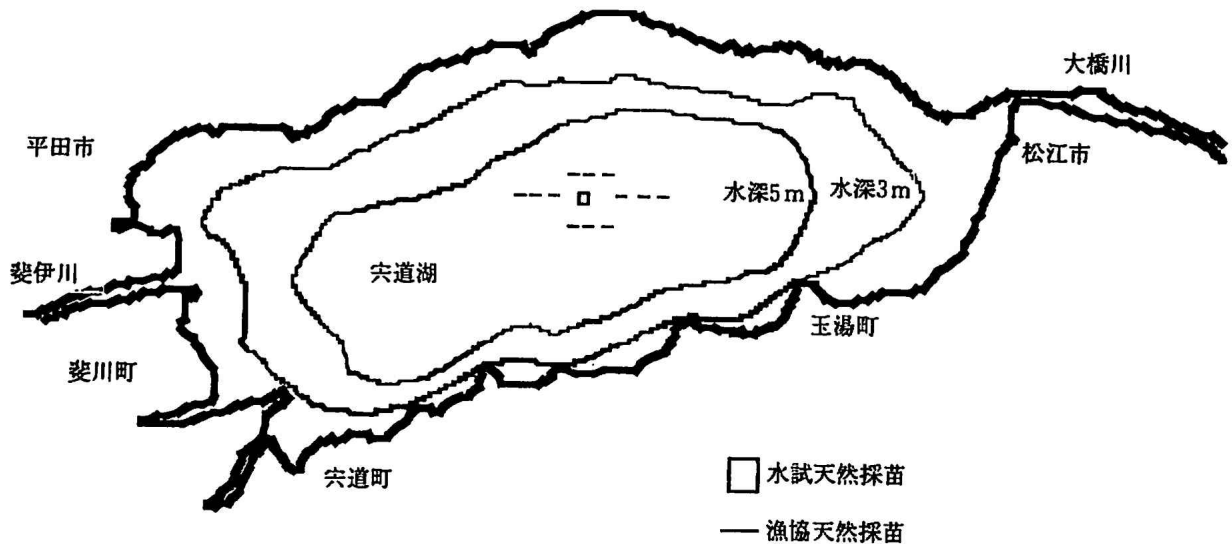 大橋川
平田市
松江市
水深5m
水深3m
斐伊川
宍道湖
玉湯町
斐川町
宍道町
水試天然採苗
漁協天然採苗